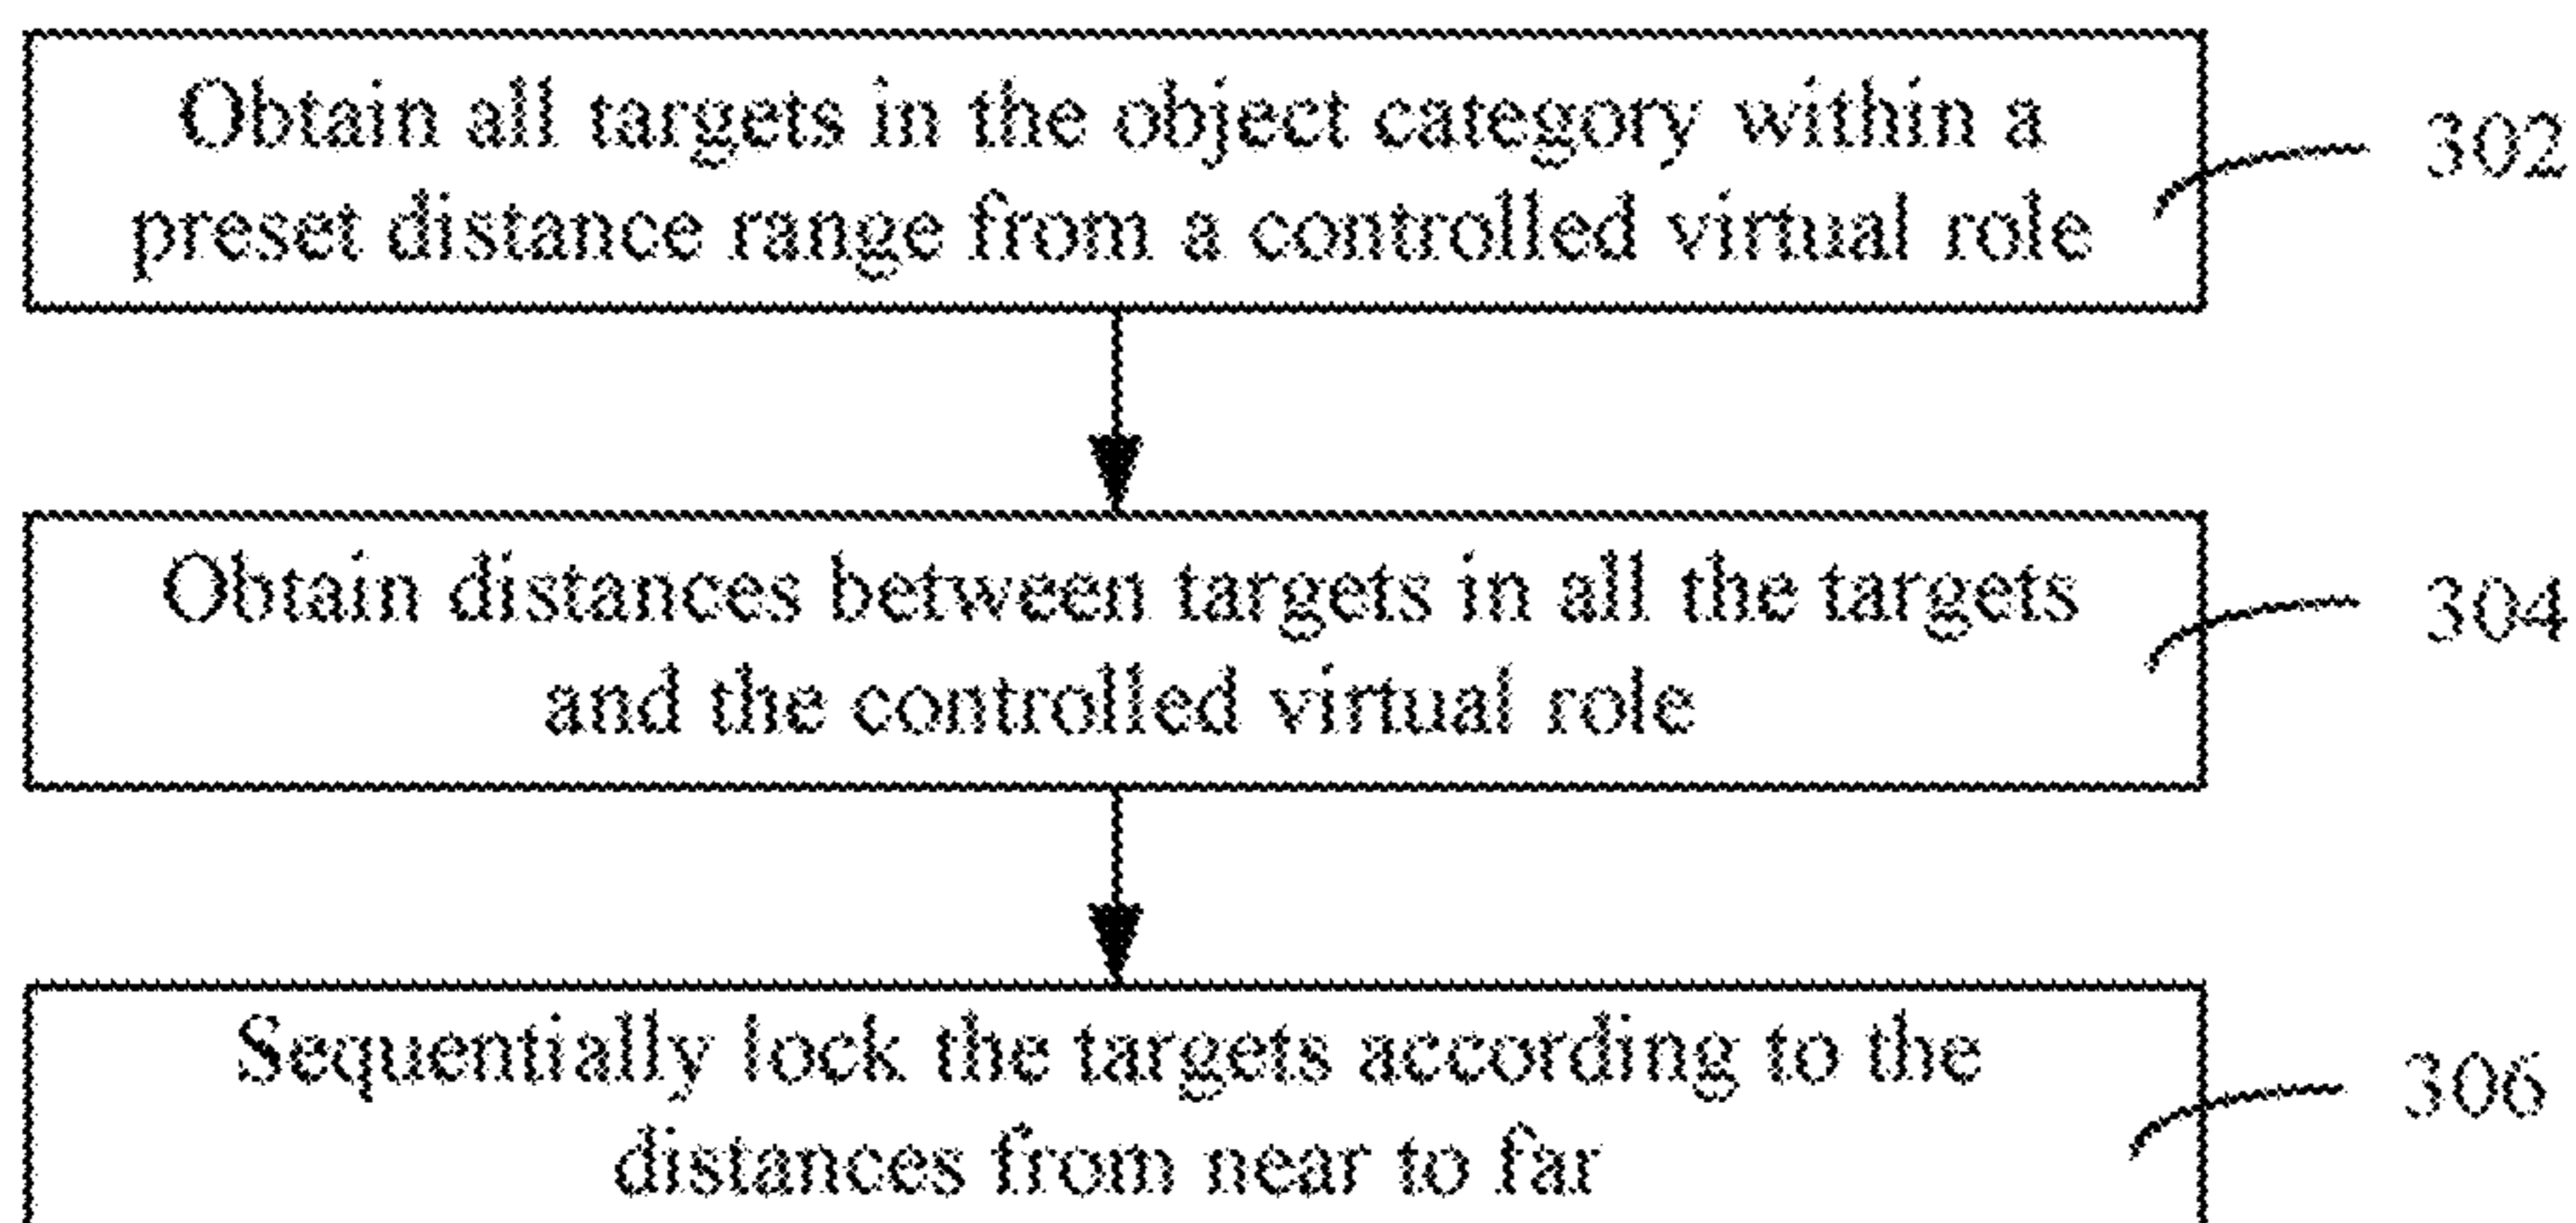 Obtain all targets in the object category within a
preset distance range from a controlled virtual role
302
Obtain distances between targets in all the targets
and the controlled virtual role
304
Sequentially lock the targets according to the
distances from near to far
306